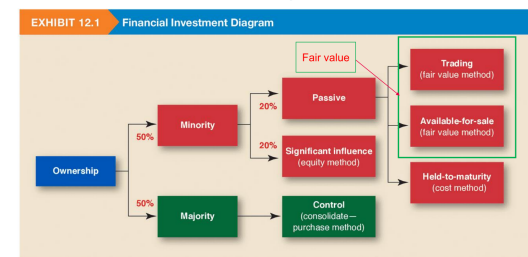 EXHIBIT 12.1 Financial Investment Diagram
Fair value
Trading
(fair value method)
20%
Passive
Minority
50%
Available-for-sale
(fair value method)
20%
Significant influence
(equity method)
Ownership
Held-to-maturity
(cost method)
50%
Majority
Control
(consolidate—
purchase method)